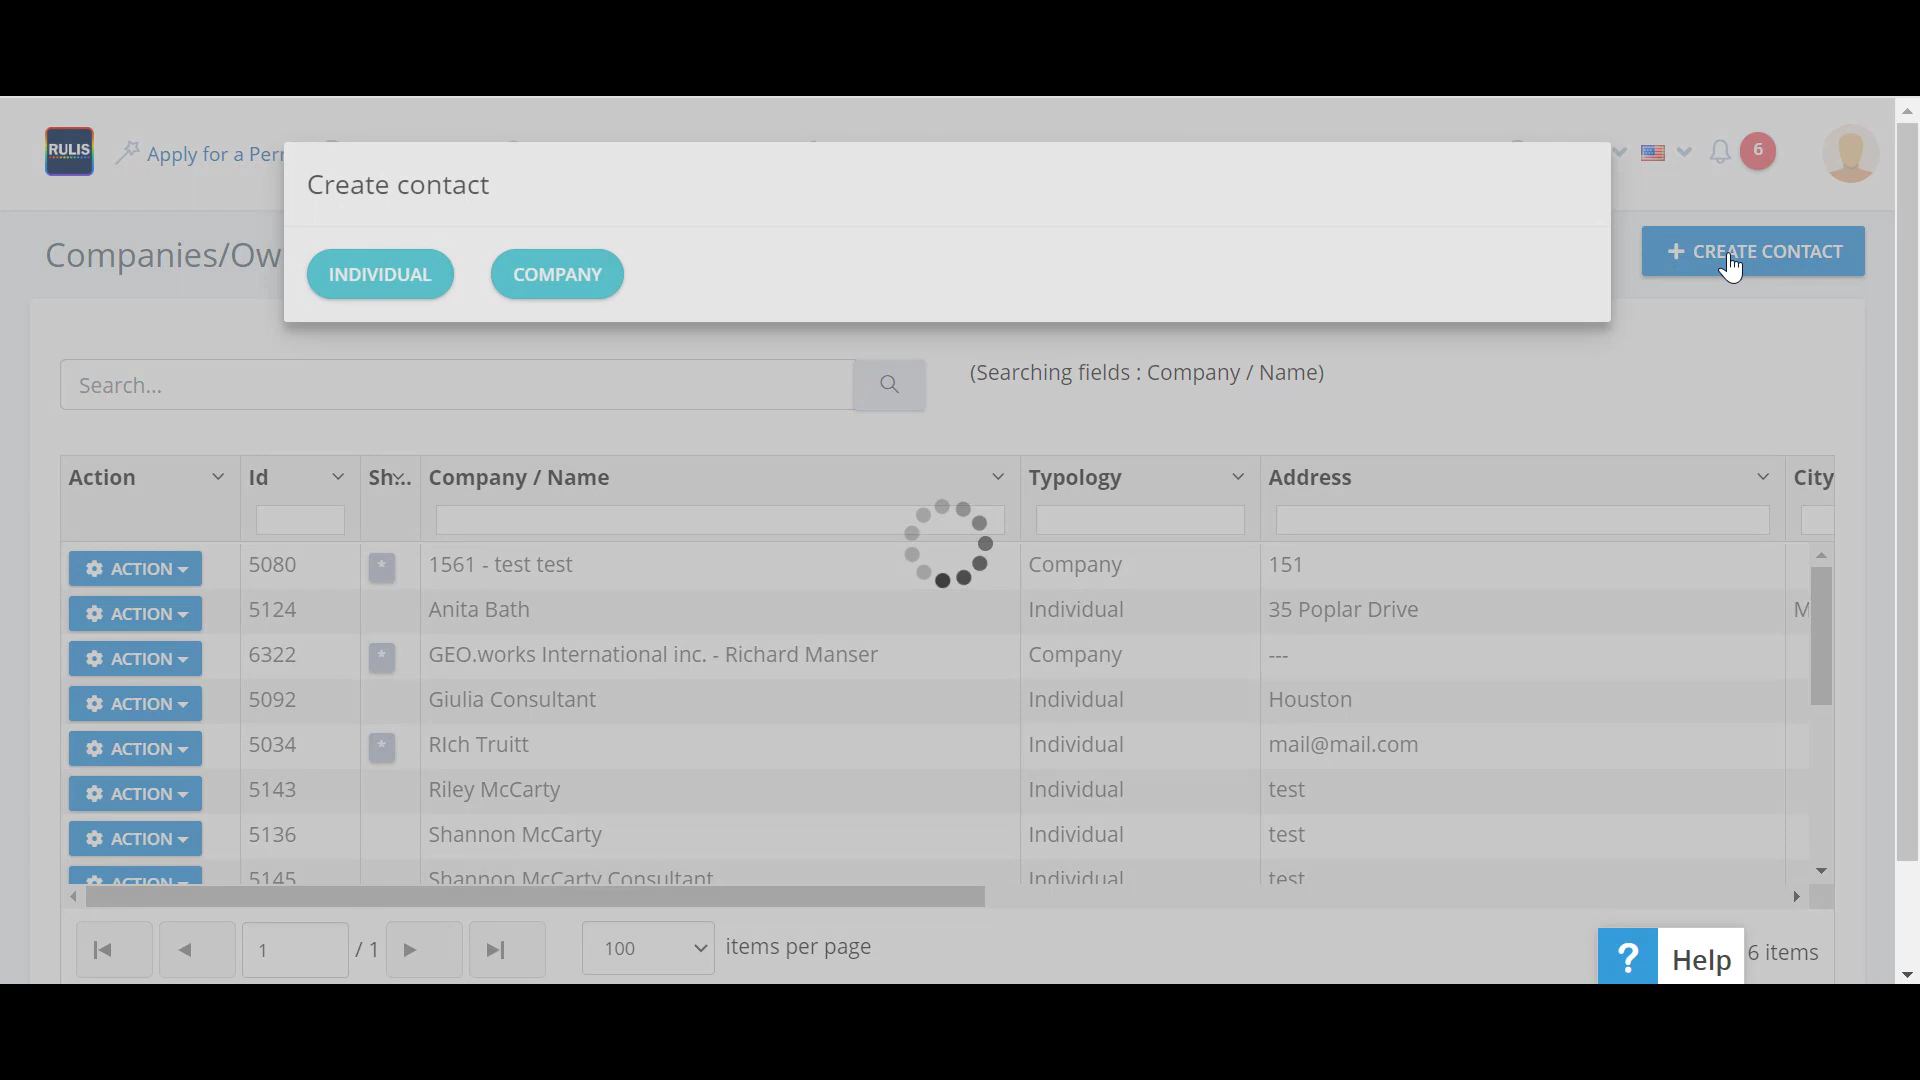 RULIS
Apply for a Per
6
Create contact
INDIVIDUAL
COMPANY
Companies/Ow
CREATE CONTACT
Search...
(Searching fields : Company / Name)
Action Id Sh... Company / Name Typology Address City
ACTION 5080 * 1561 - test test Company 151
ACTION 5124 Anita Bath Individual 35 Poplar Drive M
ACTION 6322 * GEO.works International inc. - Richard Manser Company ---
ACTION 5092 Giulia Consultant Individual Houston
ACTION 5034 * RIch Truitt Individual mail@mail.com
ACTION 5143 Riley McCarty Individual test
ACTION 5136 Shannon McCarty Individual test
ACTION 5145 Shannon McCarty Consultant Individual test
1 / 1 100 items per page
? Help 6 items